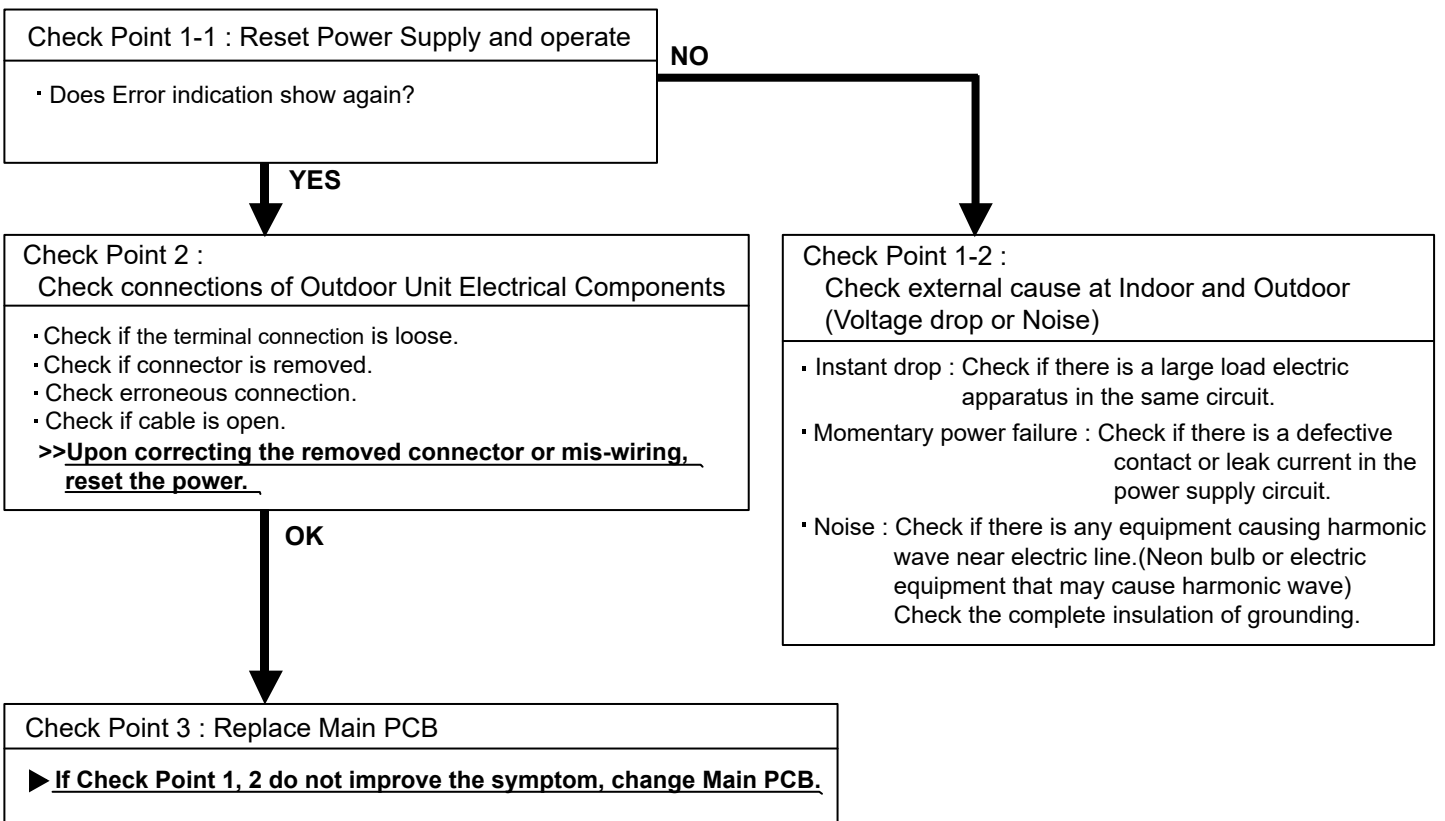 Check Point 1-1 : Reset Power Supply and operate
· Does Error indication show again?
NO
YES
Check Point 2 :
Check connections of Outdoor Unit Electrical Components
· Check if the terminal connection is loose.
· Check if connector is removed.
· Check erroneous connection.
· Check if cable is open.
>>Upon correcting the removed connector or mis-wiring,
reset the power.
Check Point 1-2 :
Check external cause at Indoor and Outdoor
(Voltage drop or Noise)
· Instant drop : Check if there is a large load electric
apparatus in the same circuit.
· Momentary power failure : Check if there is a defective
contact or leak current in the
power supply circuit.
· Noise : Check if there is any equipment causing harmonic
wave near electric line.(Neon bulb or electric
equipment that may cause harmonic wave)
Check the complete insulation of grounding.
OK
Check Point 3 : Replace Main PCB
▶ If Check Point 1, 2 do not improve the symptom, change Main PCB.